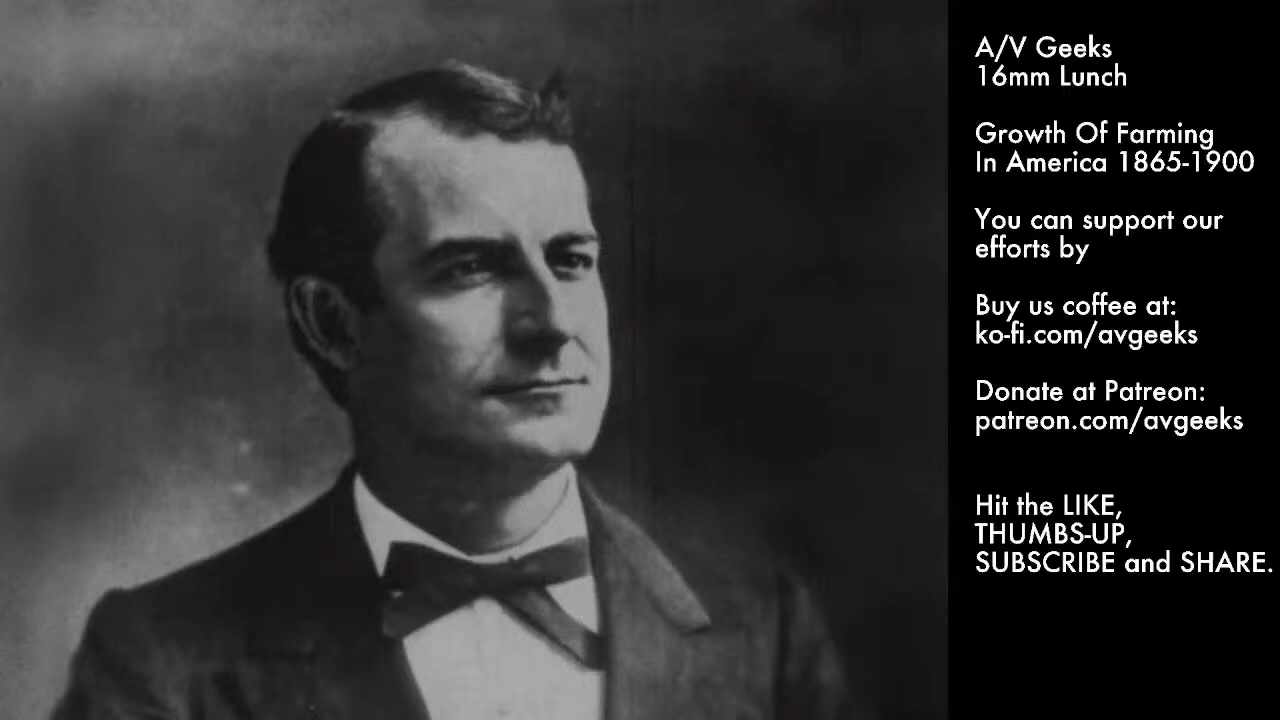 A/V Geeks
16mm Lunch
Growth Of Farming
In America 1865-1900
You can support our
efforts by
Buy us coffee at:
ko-fi.com/avgeeks
Donate at Patreon:
patreon.com/avgeeks
Hit the LIKE,
THUMBS-UP,
SUBSCRIBE and SHARE.